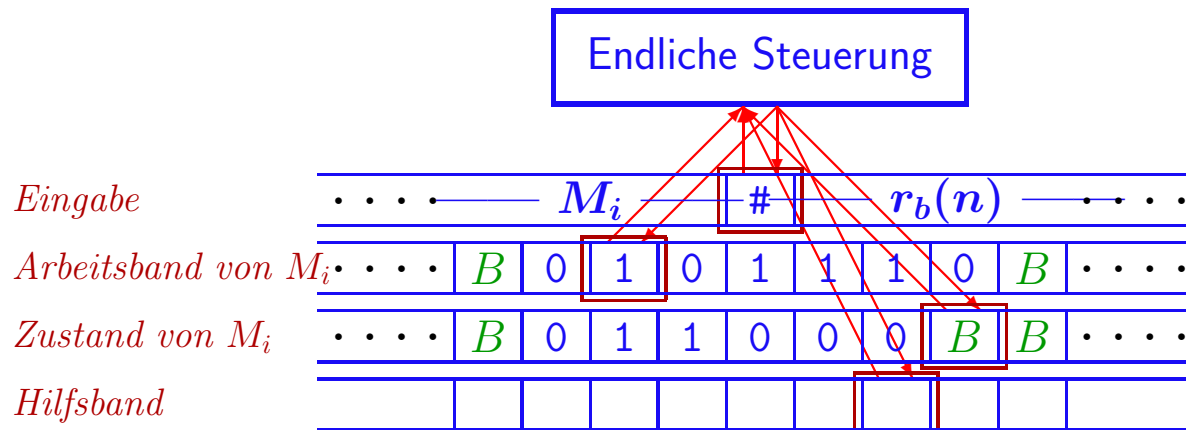 Endliche Steuerung
Eingabe · · · · M_i # r_b(n) · · · ·
Arbeitsband von M_i · · · · B 0 1 0 1 1 1 0 B · · · ·
Zustand von M_i · · · · B 0 1 1 0 0 0 B B · · · ·
Hilfsband